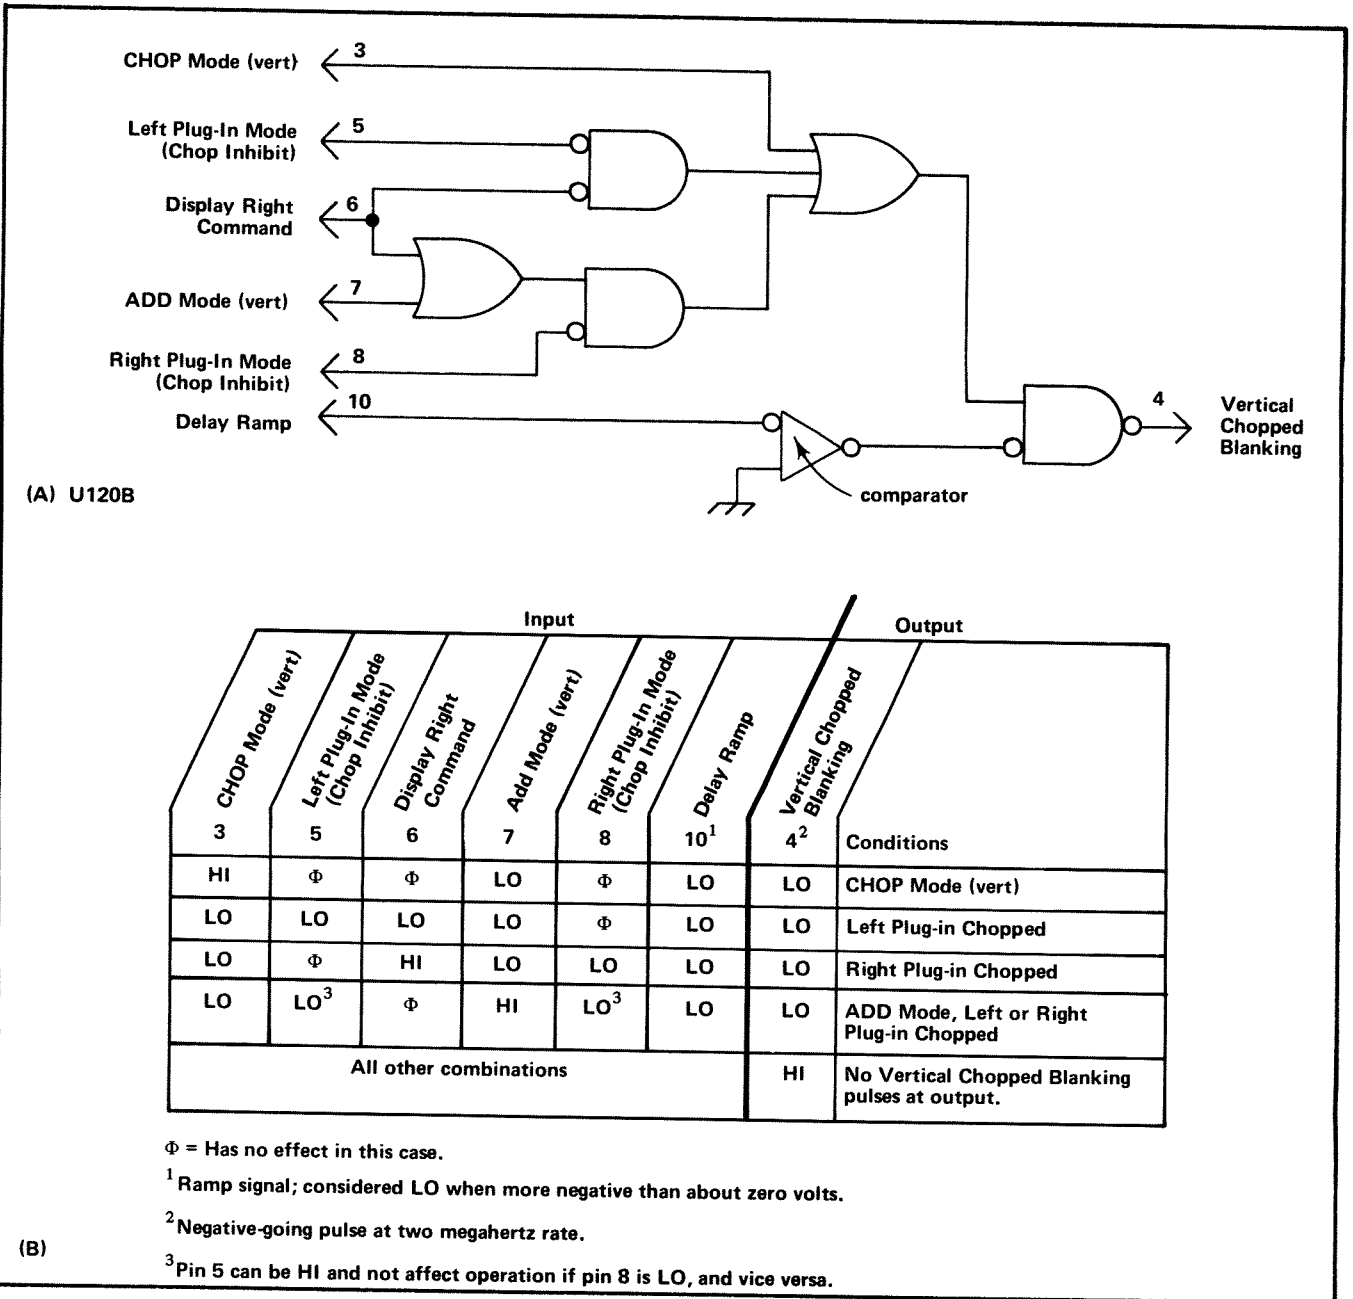 CHOP Mode (vert)
3
Left Plug-In Mode
(Chop Inhibit)
5
Display Right
Command
6
ADD Mode (vert)
7
Right Plug-In Mode
(Chop Inhibit)
8
Delay Ramp
10
4
Vertical
Chopped
Blanking
comparator
(A) U120B
Input
Output
CHOP Mode (vert)
Left Plug-In Mode
(Chop Inhibit)
Display Right
Command
Add Mode (vert)
Right Plug-In Mode
(Chop Inhibit)
Delay Ramp
Vertical Chopped
Blanking
3 5 6 7 8 10¹ 4² Conditions
HI Φ Φ LO Φ LO LO CHOP Mode (vert)
LO LO LO LO Φ LO LO Left Plug-in Chopped
LO Φ HI LO LO LO LO Right Plug-in Chopped
LO LO³ Φ HI LO³ LO LO ADD Mode, Left or Right
Plug-in Chopped
All other combinations HI No Vertical Chopped Blanking
pulses at output.
Φ = Has no effect in this case.
¹Ramp signal; considered LO when more negative than about zero volts.
²Negative-going pulse at two megahertz rate.
³Pin 5 can be HI and not affect operation if pin 8 is LO, and vice versa.
(B)